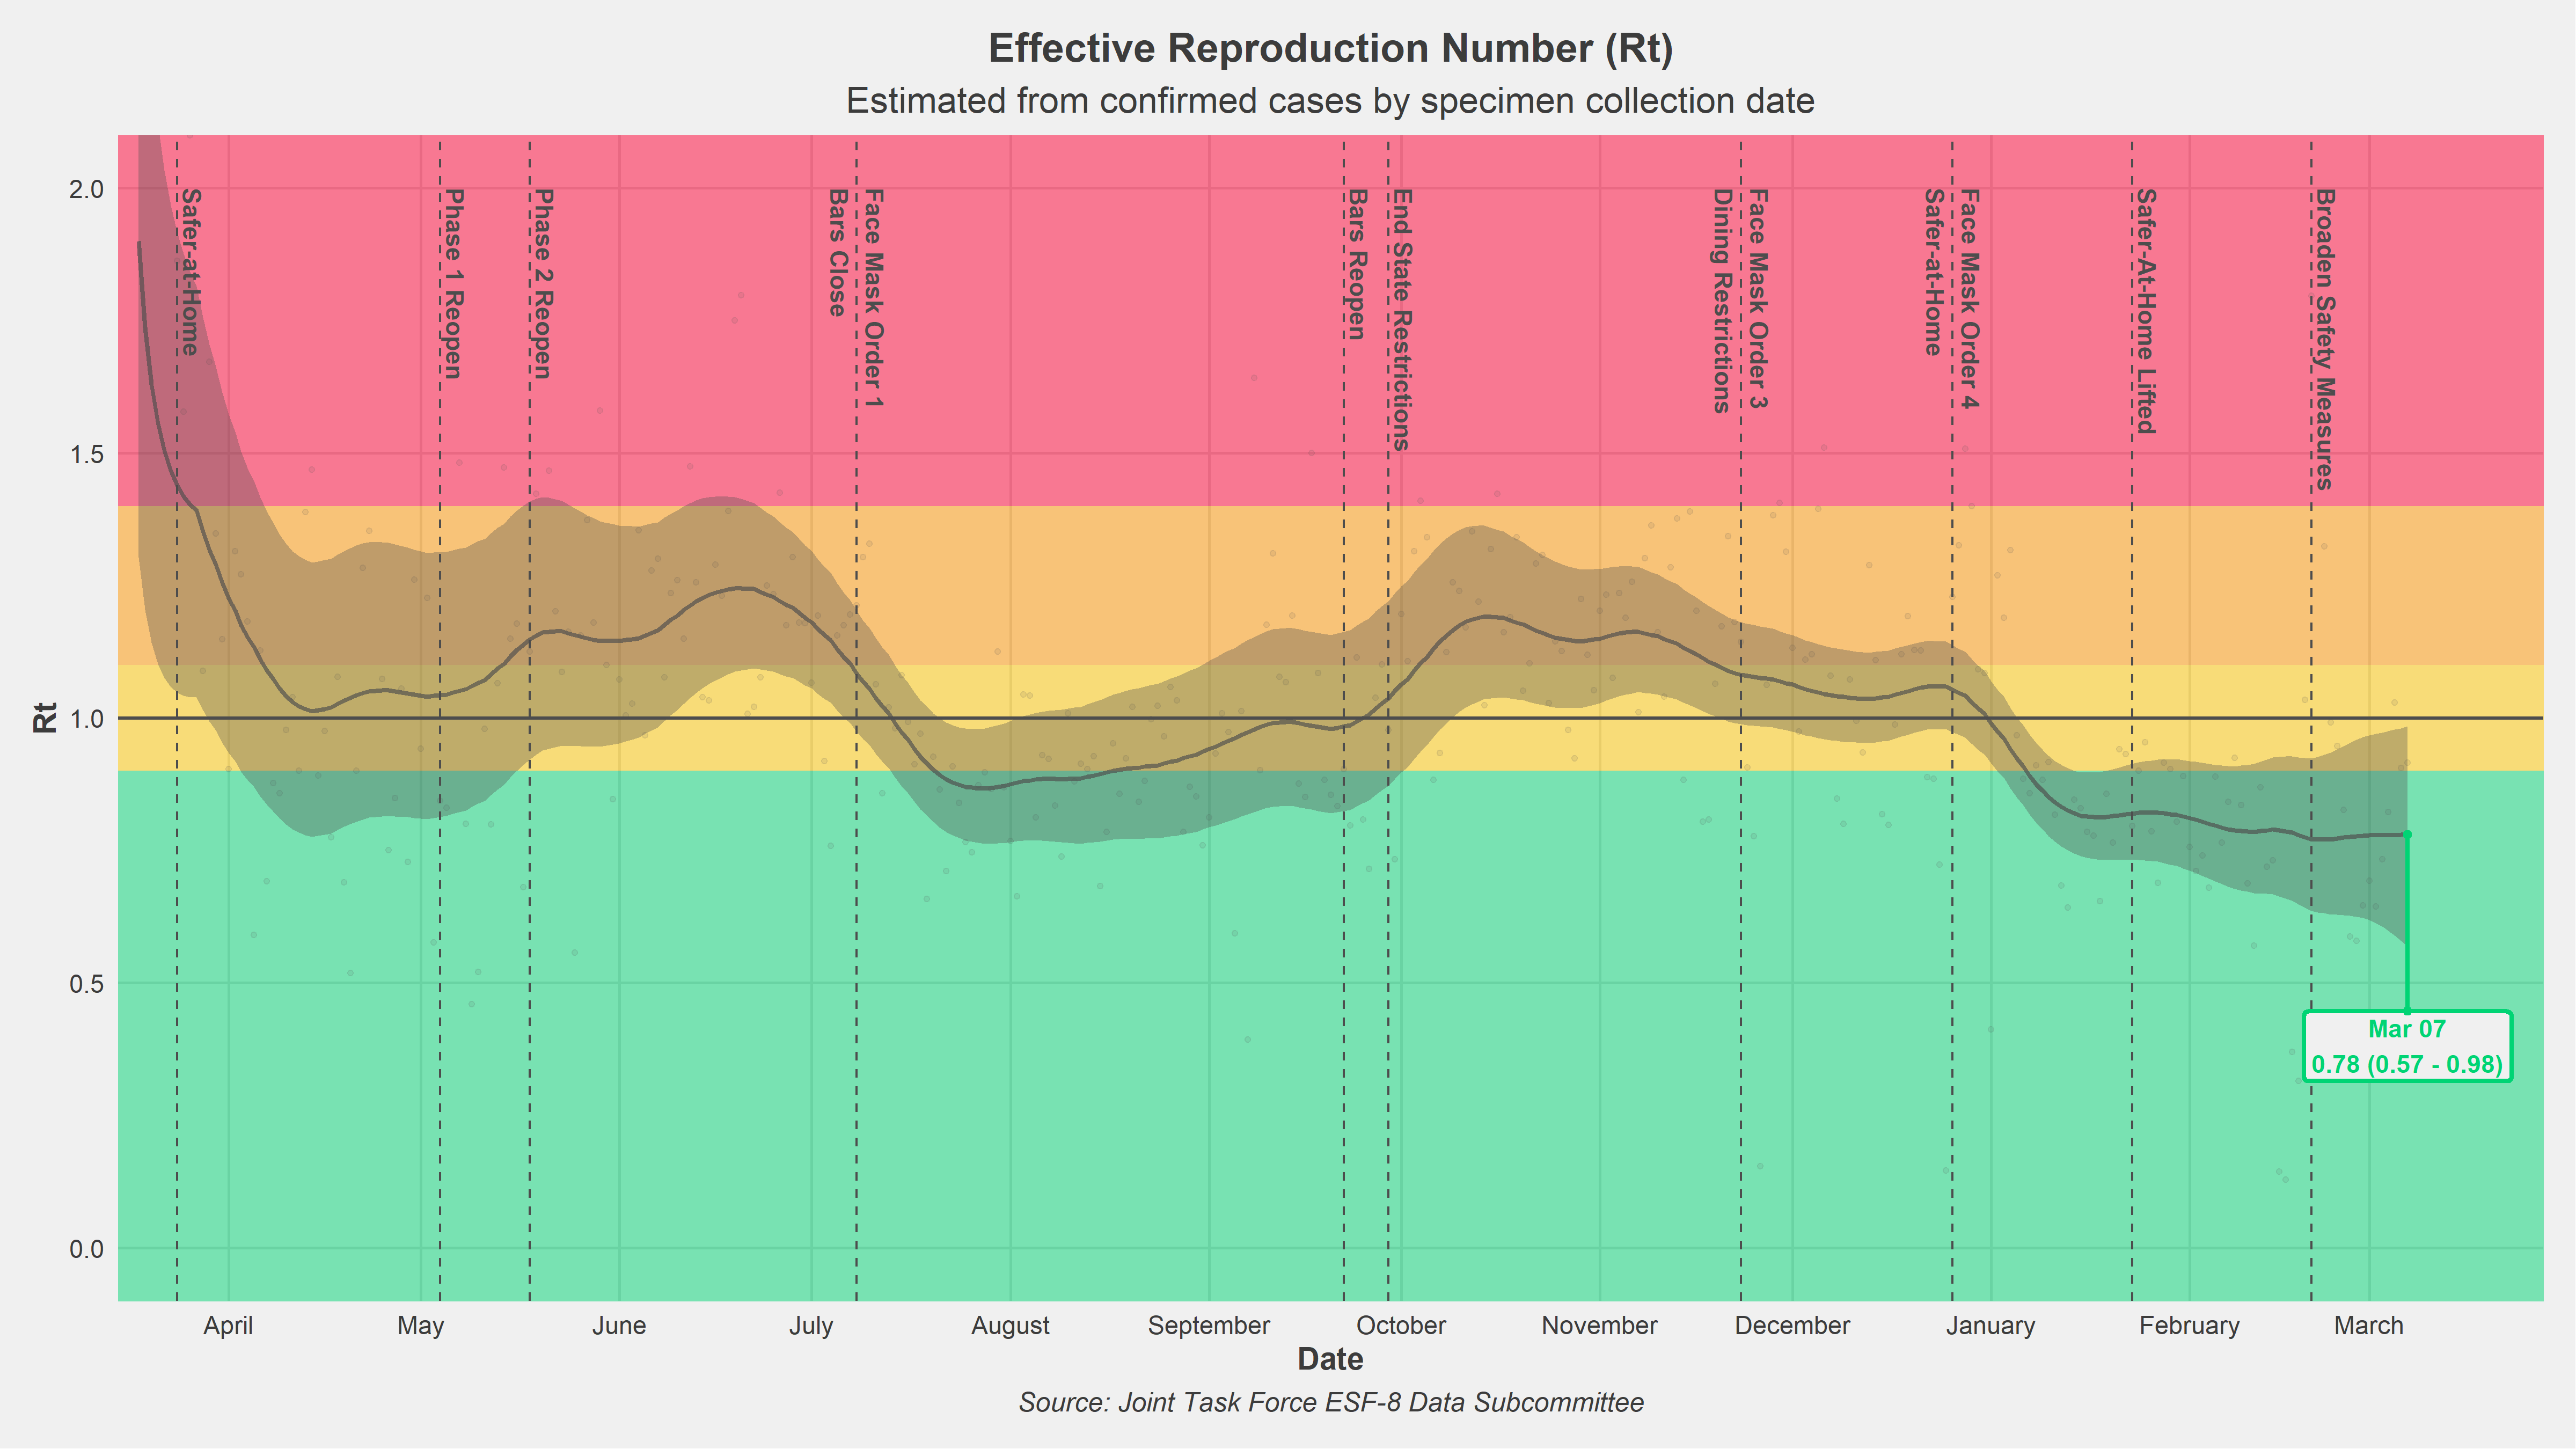 Effective Reproduction Number (Rt)
Estimated from confirmed cases by specimen collection date
Rt
2.0
1.5
1.0
0.5
0.0
Safer-at-Home
Phase 1 Reopen
Phase 2 Reopen
Bars Close
Face Mask Order 1
Bars Reopen
End State Restrictions
Dining Restrictions
Face Mask Order 3
Safer-at-Home
Face Mask Order 4
Safer-At-Home Lifted
Broaden Safety Measures
Mar 07
0.78 (0.57 - 0.98)
April
May
June
July
August
September
October
November
December
January
February
March
Date
Source: Joint Task Force ESF-8 Data Subcommittee